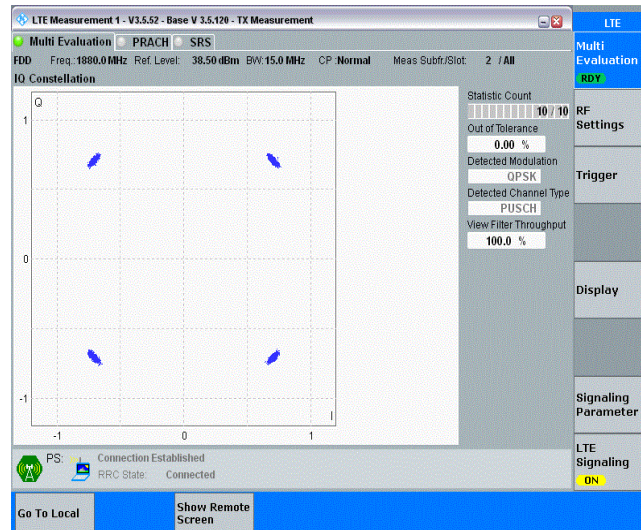 LTE Measurement 1 - V3.5.52 - Base V 3.5.120 - TX Measurement
LTE
Multi Evaluation PRACH SRS
Multi Evaluation
RDY
FDD Freq.:1880.0 MHz Ref. Level: 38.50 dBm BW:15.0 MHz CP :Normal Meas Subfr./Slot: 2 / All
IQ Constellation
Q
1
0
-1
-1 0 1
I
Statistic Count
10 / 10
Out of Tolerance
0.00 %
Detected Modulation
QPSK
Detected Channel Type
PUSCH
View Filter Throughput
100.0 %
RF
Settings
Trigger
Display
Signaling
Parameter
LTE
Signaling
ON
PS: Connection Established
RRC State: Connected
Go To Local
Show Remote
Screen